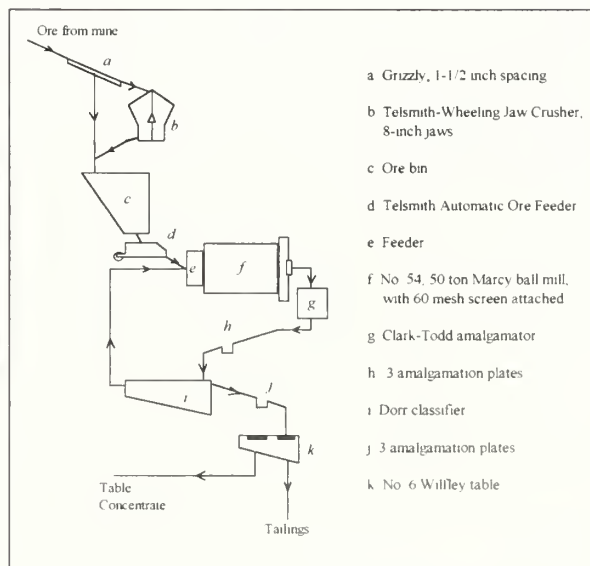 Ore from mine
a
b
c
d
e
f
g
h
i
j
k
Table
Concentrate
Tailings
a Grizzly, 1-1/2 inch spacing
b Telsmith-Wheeling Jaw Crusher,
8-inch jaws
c Ore bin
d Telsmith Automatic Ore Feeder
e Feeder
f No. 54, 50 ton Marcy ball mill,
with 60 mesh screen attached
g Clark-Todd amalgamator
h 3 amalgamation plates
i Dorr classifier
j 3 amalgamation plates
k No. 6 Willfley table